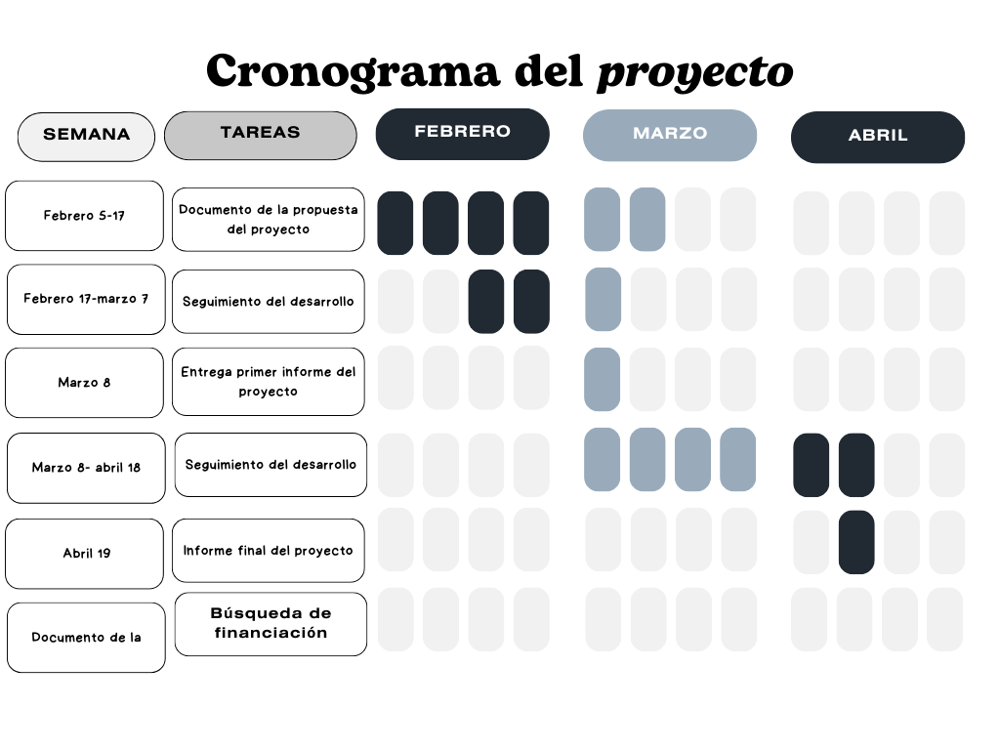 Cronograma del proyecto
SEMANA
TAREAS
FEBRERO
MARZO
ABRIL
Febrero 5-17
Documento de la propuesta
del proyecto
Febrero 17-marzo 7
Seguimiento del desarrollo
Marzo 8
Entrega primer informe del
proyecto
Marzo 8- abril 18
Seguimiento del desarrollo
Abril 19
Informe final del proyecto
Documento de la
Búsqueda de
financiación